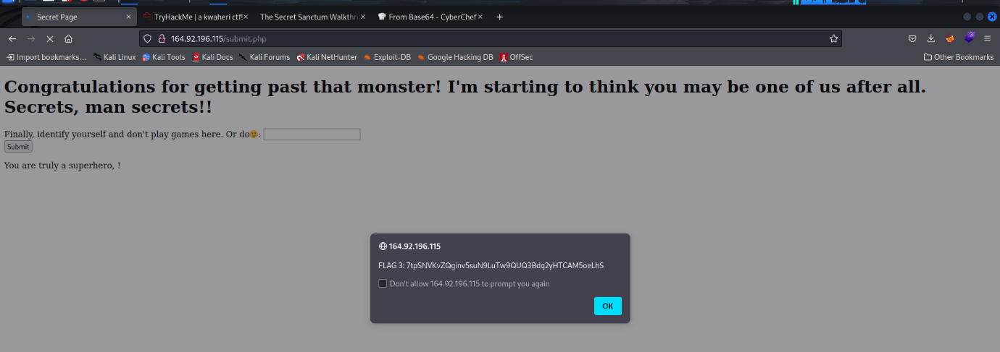 Secret Page
TryHackMe | a kwaheri ctf!
The Secret Sanctum Walkthr
From Base64 - CyberChef
164.92.196.115/submit.php
3
Import bookmarks...
Kali Linux
Kali Tools
Kali Docs
Kali Forums
Kali NetHunter
Exploit-DB
Google Hacking DB
OffSec
Other Bookmarks
Congratulations for getting past that monster! I'm starting to think you may be one of us after all.
Secrets, man secrets!!
Finally, identify yourself and don't play games here. Or do🙂:
Submit
You are truly a superhero, !
164.92.196.115
FLAG 3: 7tpSNVKvZQginv5suN9LuTw9QUQ3Bdq2yHTCAM5oeLhS
Don't allow 164.92.196.115 to prompt you again
OK